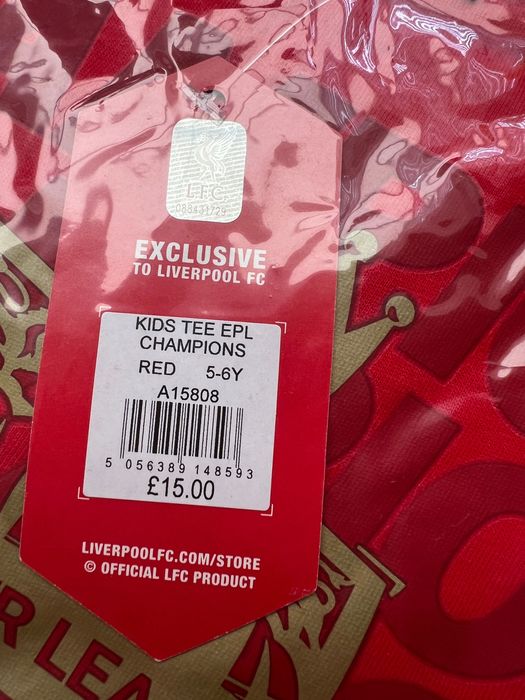 L.F.C.
EXCLUSIVE
TO LIVERPOOL FC
KIDS TEE EPL
CHAMPIONS
RED 5-6Y
A15808
5 056389 148593
£15.00
LIVERPOOLFC.COM/STORE
© OFFICIAL LFC PRODUCT
R LEA